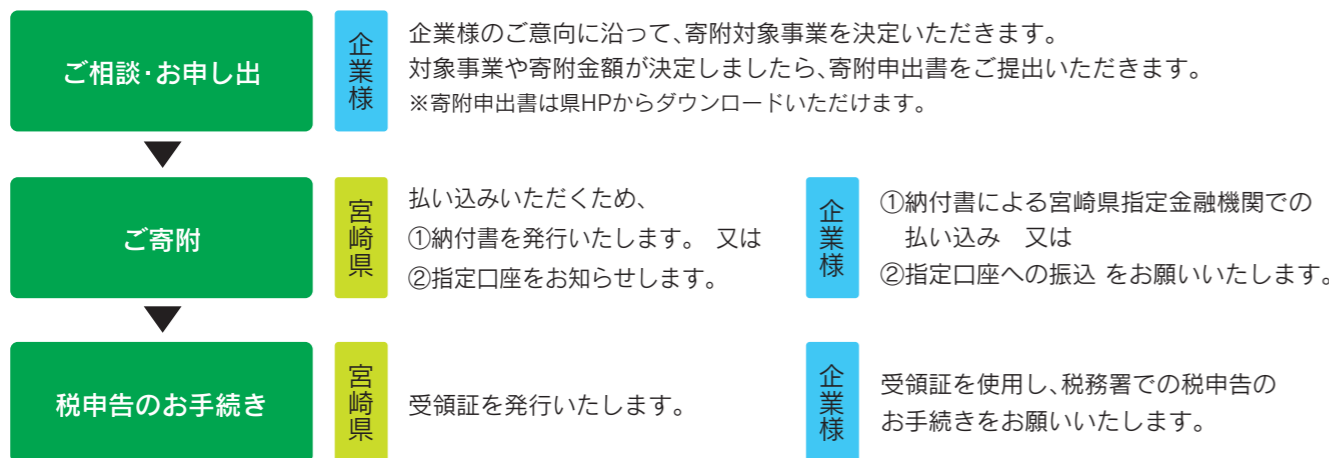 ご相談・お申し出
企業様
企業様のご意向に沿って、寄附対象事業を決定いただきます。
対象事業や寄附金額が決定しましたら、寄附申出書をご提出いただきます。
※寄附申出書は県HPからダウンロードいただけます。
ご寄附
宮崎県
払い込みいただくため、
①納付書を発行いたします。 又は
②指定口座をお知らせします。
企業様
①納付書による宮崎県指定金融機関での
払い込み 又は
②指定口座への振込 をお願いいたします。
税申告のお手続き
宮崎県
受領証を発行いたします。
企業様
受領証を使用し、税務署での税申告の
お手続きをお願いいたします。